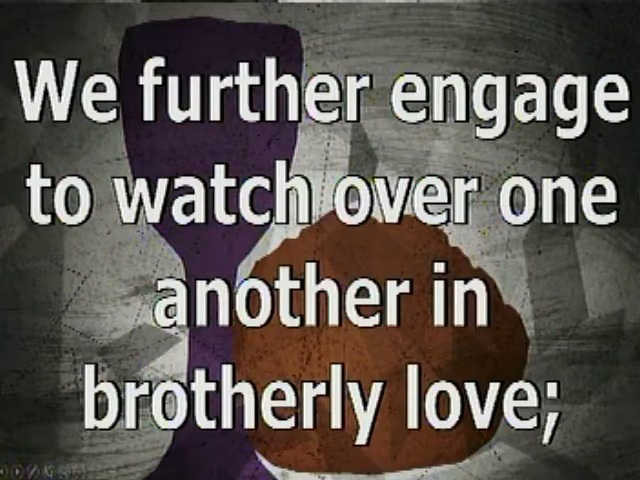 We further engage
to watch over one
another in
brotherly love;